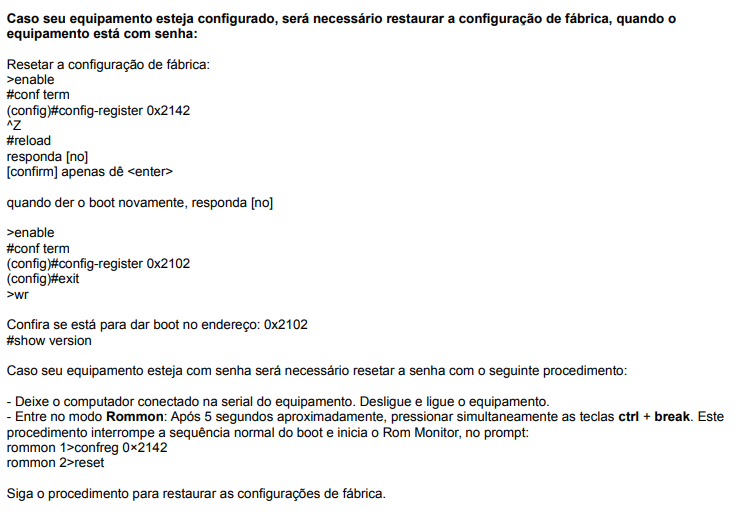 Caso seu equipamento esteja configurado, será necessário restaurar a configuração de fábrica, quando o
equipamento está com senha:
Resetar a configuração de fábrica:
>enable
#conf term
(config)#config-register 0x2142
^Z
#reload
responda [no]
[confirm] apenas dê <enter>
quando der o boot novamente, responda [no]
>enable
#conf term
(config)#config-register 0x2102
(config)#exit
>wr
Confira se está para dar boot no endereço: 0x2102
#show version
Caso seu equipamento esteja com senha será necessário resetar a senha com o seguinte procedimento:
- Deixe o computador conectado na serial do equipamento. Desligue e ligue o equipamento.
- Entre no modo Rommon: Após 5 segundos aproximadamente, pressionar simultaneamente as teclas ctrl + break. Este
procedimento interrompe a sequência normal do boot e inicia o Rom Monitor, no prompt:
rommon 1>confreg 0×2142
rommon 2>reset
Siga o procedimento para restaurar as configurações de fábrica.